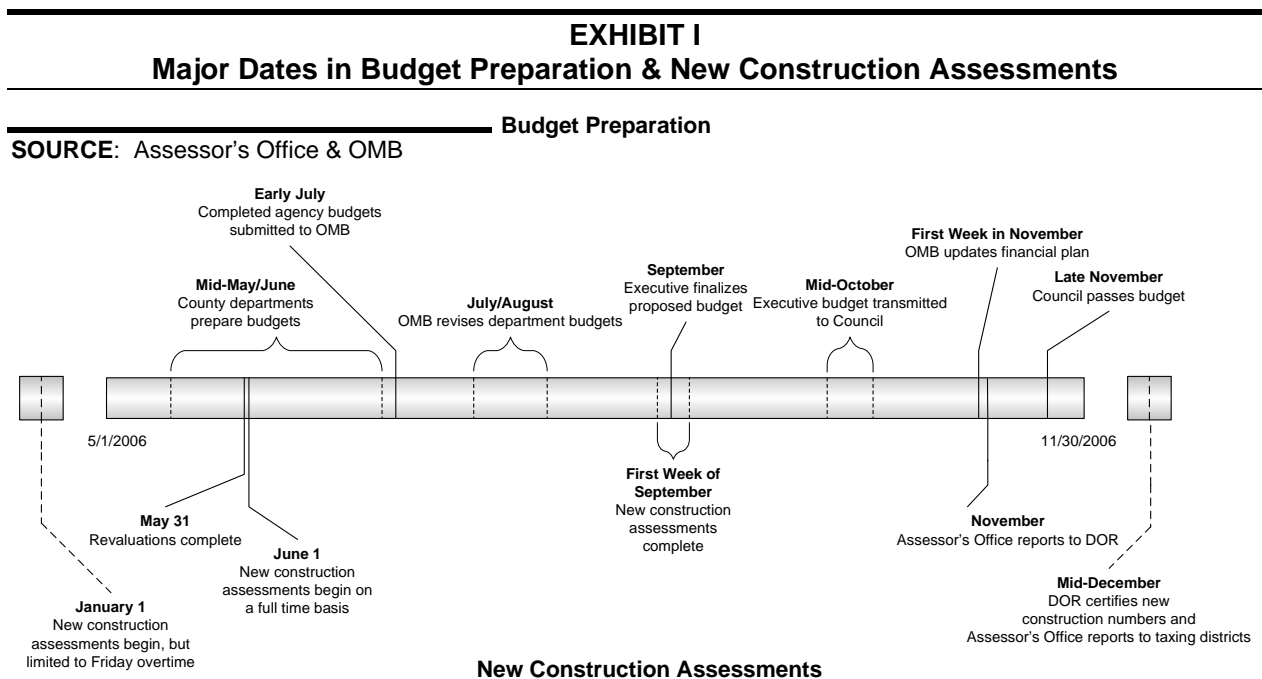 EXHIBIT I
Major Dates in Budget Preparation & New Construction Assessments
Budget Preparation
SOURCE: Assessor’s Office & OMB
Early July
Completed agency budgets
submitted to OMB
Mid-May/June
County departments
prepare budgets
July/August
OMB revises department budgets
September
Executive finalizes
proposed budget
Mid-October
Executive budget transmitted
to Council
First Week in November
OMB updates financial plan
Late November
Council passes budget
5/1/2006
11/30/2006
May 31
Revaluations complete
June 1
New construction
assessments begin on
a full time basis
January 1
New construction
assessments begin, but
limited to Friday overtime
First Week of
September
New construction
assessments
complete
November
Assessor’s Office reports to DOR
Mid-December
DOR certifies new
construction numbers and
Assessor’s Office reports to taxing districts
New Construction Assessments